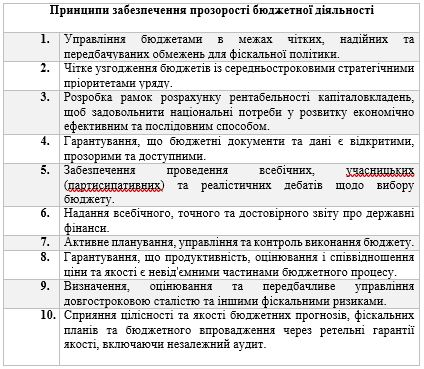 Принципи забезпечення прозорості бюджетної діяльності
1. Управління бюджетами в межах чітких, надійних та
передбачуваних обмежень для фіскальної політики.
2. Чітке узгодження бюджетів із середньостроковими стратегічними
пріоритетами уряду.
3. Розробка рамок розрахунку рентабельності капіталовкладень,
щоб задовольнити національні потреби у розвитку економічно
ефективним та послідовним способом.
4. Гарантування, що бюджетні документи та дані є відкритими,
прозорими та доступними.
5. Забезпечення проведення всебічних, учасницьких
(партисипативних) та реалістичних дебатів щодо вибору
бюджету.
6. Надання всебічного, точного та достовірного звіту про державні
фінанси.
7. Активне планування, управління та контроль виконання бюджету.
8. Гарантування, що продуктивність, оцінювання і співвідношення
ціни та якості є невід'ємними частинами бюджетного процесу.
9. Визначення, оцінювання та передбачливе управління
довгостроковою сталістю та іншими фіскальними ризиками.
10. Сприяння цілісності та якості бюджетних прогнозів, фіскальних
планів та бюджетного впровадження через ретельні гарантії
якості, включаючи незалежний аудит.